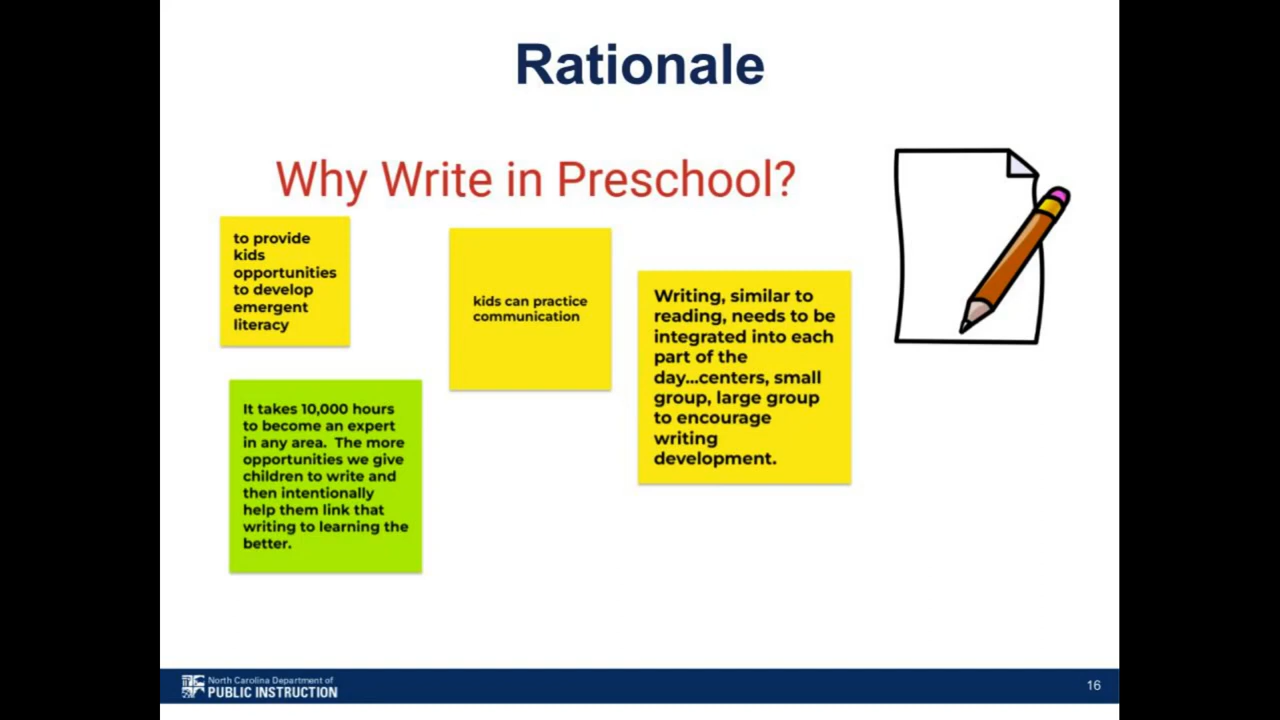 Rationale
Why Write in Preschool?
to provide
kids
opportunities
to develop
emergent
literacy
kids can practice
communication
Writing, similar to
reading, needs to be
integrated into each
part of the
day...centers, small
group, large group
to encourage
writing
development.
It takes 10,000 hours
to become an expert
in any area.  The more
opportunities we give
children to write and
then intentionally
help them link that
writing to learning the
better.
North Carolina Department of
PUBLIC INSTRUCTION
16